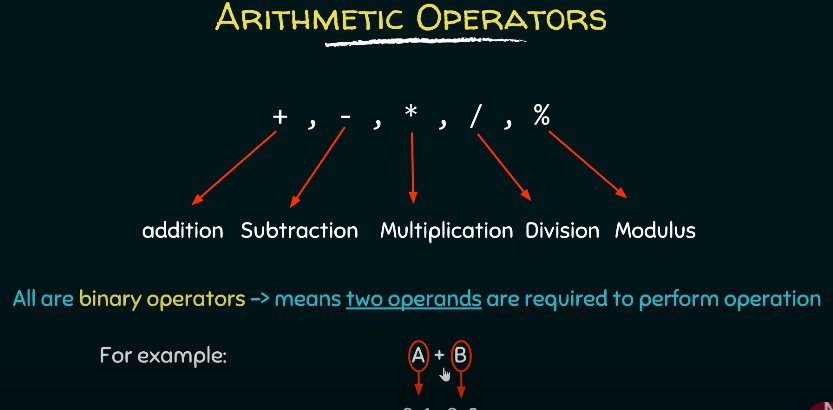 ARITHMETIC OPERATORS
+ , - , * , / , %
addition Subtraction Multiplication Division Modulus
All are binary operators -> means two operands are required to perform operation
For example: A + B